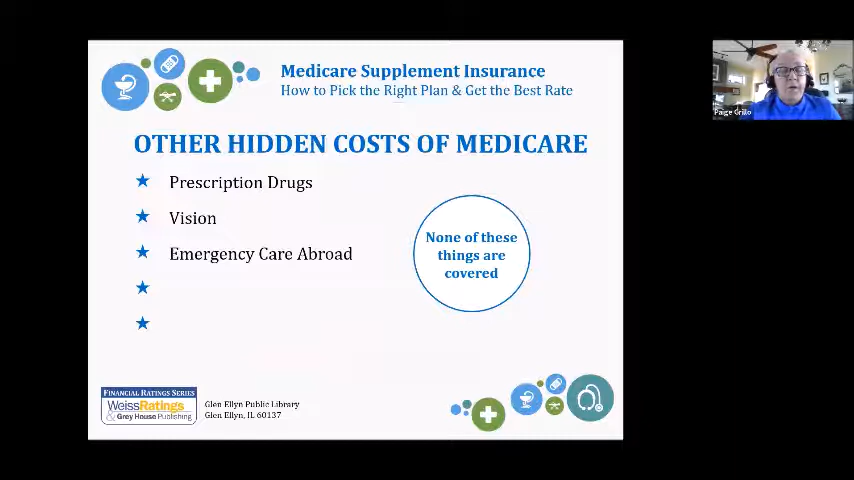 Medicare Supplement Insurance
How to Pick the Right Plan & Get the Best Rate
OTHER HIDDEN COSTS OF MEDICARE
Prescription Drugs
Vision
Emergency Care Abroad
None of these
things are
covered
FINANCIAL RATINGS SERIES
WeissRatings
& Grey House Publishing
Glen Ellyn Public Library
Glen Ellyn, IL 60137
Paige Grillo